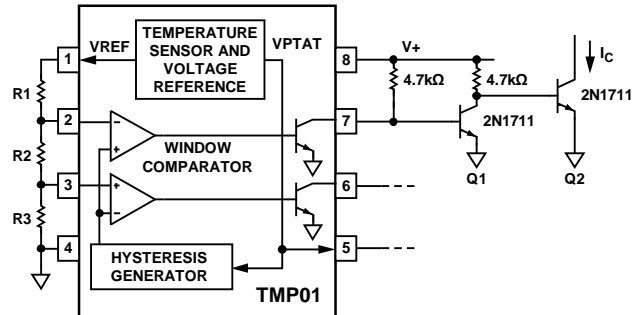 1
VREF
TEMPERATURE
SENSOR AND
VOLTAGE
REFERENCE
VPTAT
8
V+
IC
R1
4.7kΩ
4.7kΩ
2N1711
2
7
2N1711
R2
WINDOW
COMPARATOR
Q1
Q2
3
6
R3
4
HYSTERESIS
GENERATOR
5
TMP01